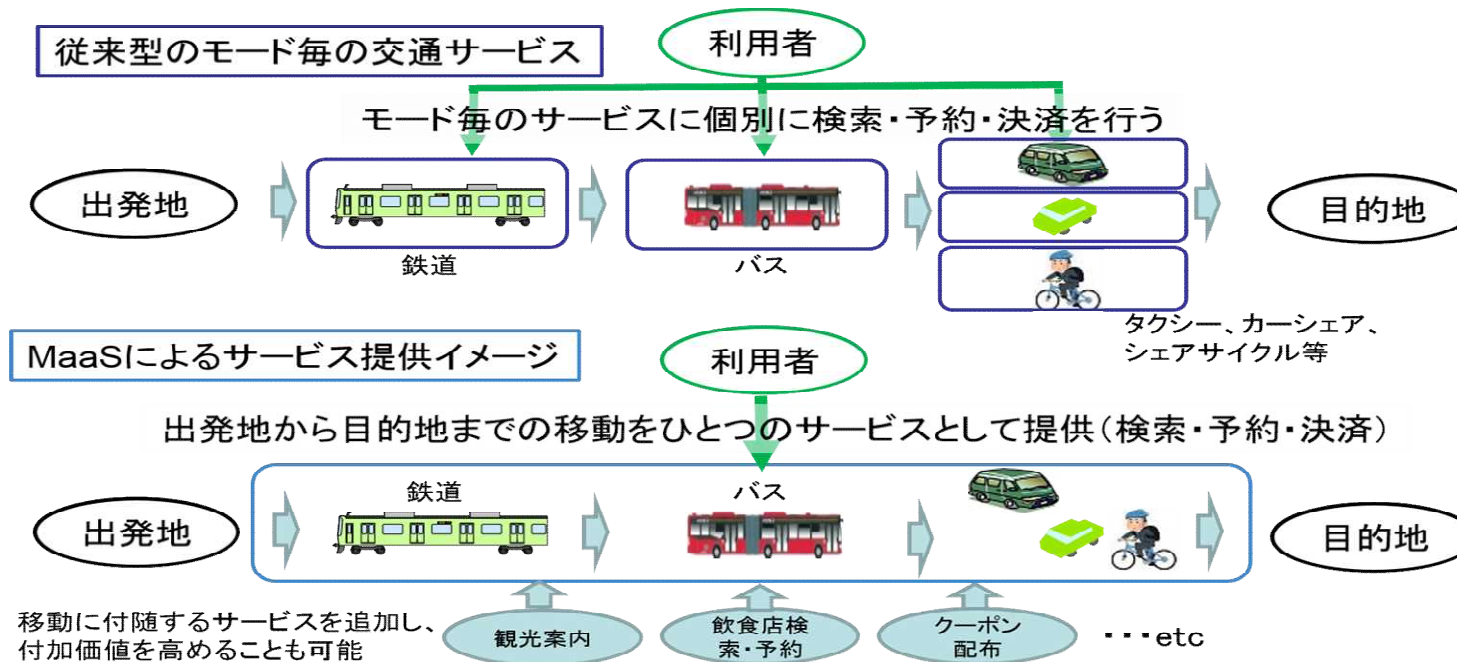 従来型のモード毎の交通サービス
利用者
モード毎のサービスに個別に検索・予約・決済を行う
出発地
目的地
鉄道
バス
タクシー、カーシェア、
シェアサイクル等
MaaSによるサービス提供イメージ
利用者
出発地から目的地までの移動をひとつのサービスとして提供(検索・予約・決済)
鉄道
バス
出発地
目的地
移動に付随するサービスを追加し、
付加価値を高めることも可能
観光案内
飲食店検
索・予約
クーポン
配布
・・・etc